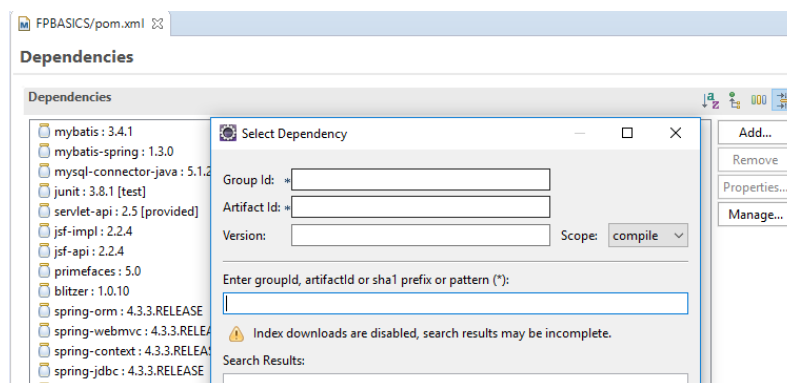 FPBASICS/pom.xml
Dependencies
Dependencies
mybatis : 3.4.1
mybatis-spring : 1.3.0
mysql-connector-java : 5.1.2
junit : 3.8.1 [test]
servlet-api : 2.5 [provided]
jsf-impl : 2.2.4
jsf-api : 2.2.4
primefaces : 5.0
blitzer : 1.0.10
spring-orm : 4.3.3.RELEASE
spring-webmvc : 4.3.3.RELEA
spring-context : 4.3.3.RELEAS
spring-jdbc : 4.3.3.RELEASE
Select Dependency
Group Id: *
Artifact Id: *
Version:
Scope: compile
Enter groupId, artifactId or sha1 prefix or pattern (*):
Index downloads are disabled, search results may be incomplete.
Search Results:
Add...
Remove
Properties...
Manage...